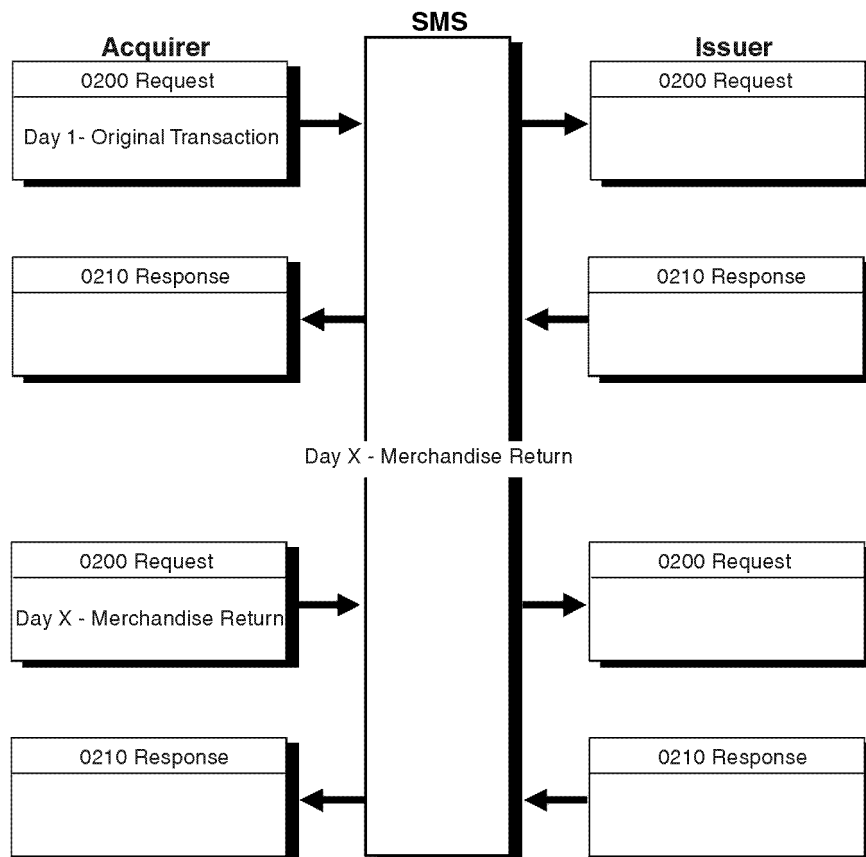 SMS
Acquirer
Issuer
0200 Request
0200 Request
Day 1- Original Transaction
0210 Response
0210 Response
Day X - Merchandise Return
0200 Request
0200 Request
Day X - Merchandise Return
0210 Response
0210 Response